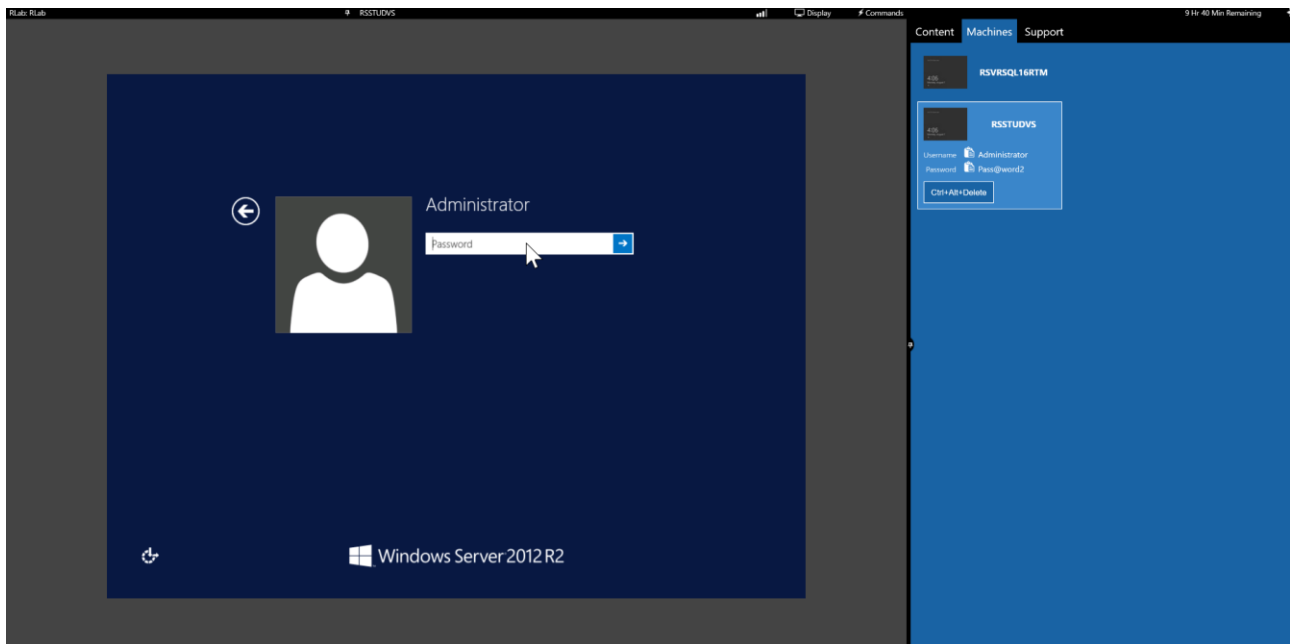 RLab: RLab
RSSTUDVS
Display
Commands
9 Hr 40 Min Remaining
Content Machines Support
RSVRSQL16RTM
RSSTUDVS
Username Administrator
Password Pass@word2
Ctrl+Alt+Delete
Administrator
Password
Windows Server 2012 R2